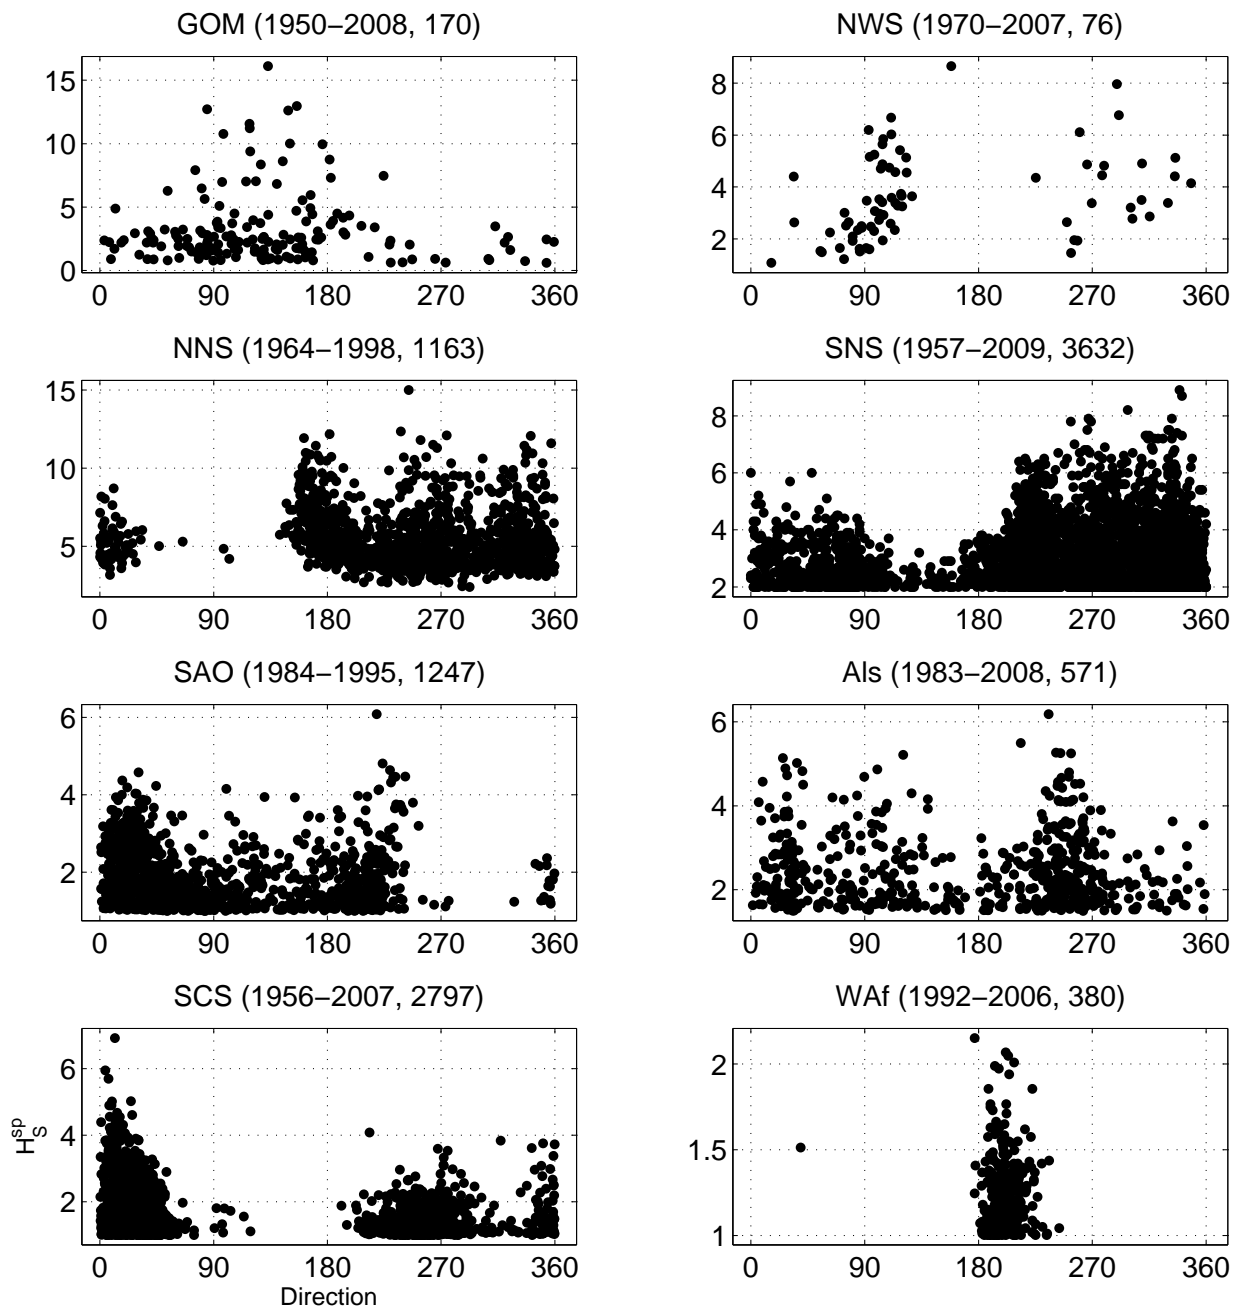 GOM (1950−2008, 170)
15
10
5
0
0 90 180 270 360
NWS (1970−2007, 76)
8
6
4
2
0 90 180 270 360
NNS (1964−1998, 1163)
15
10
5
0 90 180 270 360
SNS (1957−2009, 3632)
8
6
4
2
0 90 180 270 360
SAO (1984−1995, 1247)
6
4
2
0 90 180 270 360
Als (1983−2008, 571)
6
4
2
0 90 180 270 360
SCS (1956−2007, 2797)
6
4
2
H_S^sp
0 90 180 270 360
Direction
WAf (1992−2006, 380)
2
1.5
1
0 90 180 270 360